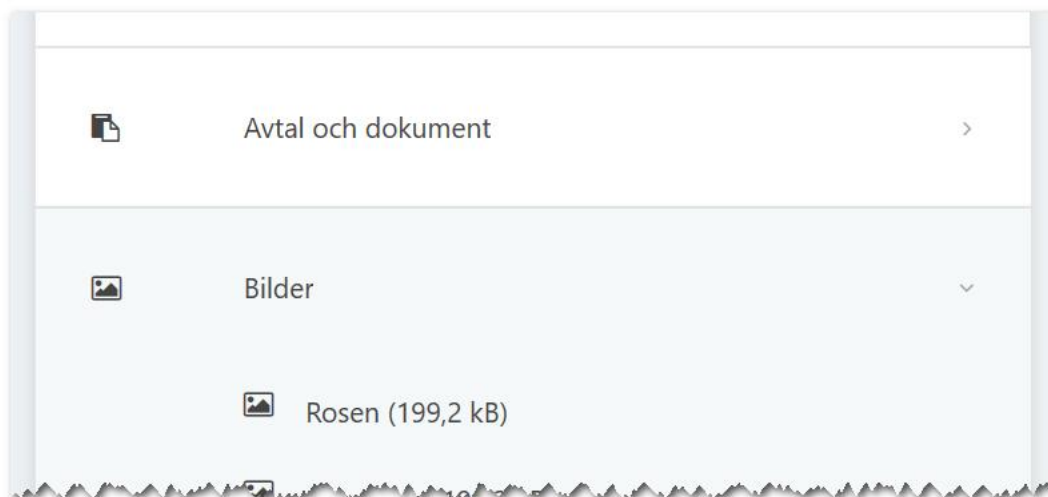 Avtal och dokument
Bilder
Rosen (199,2 kB)